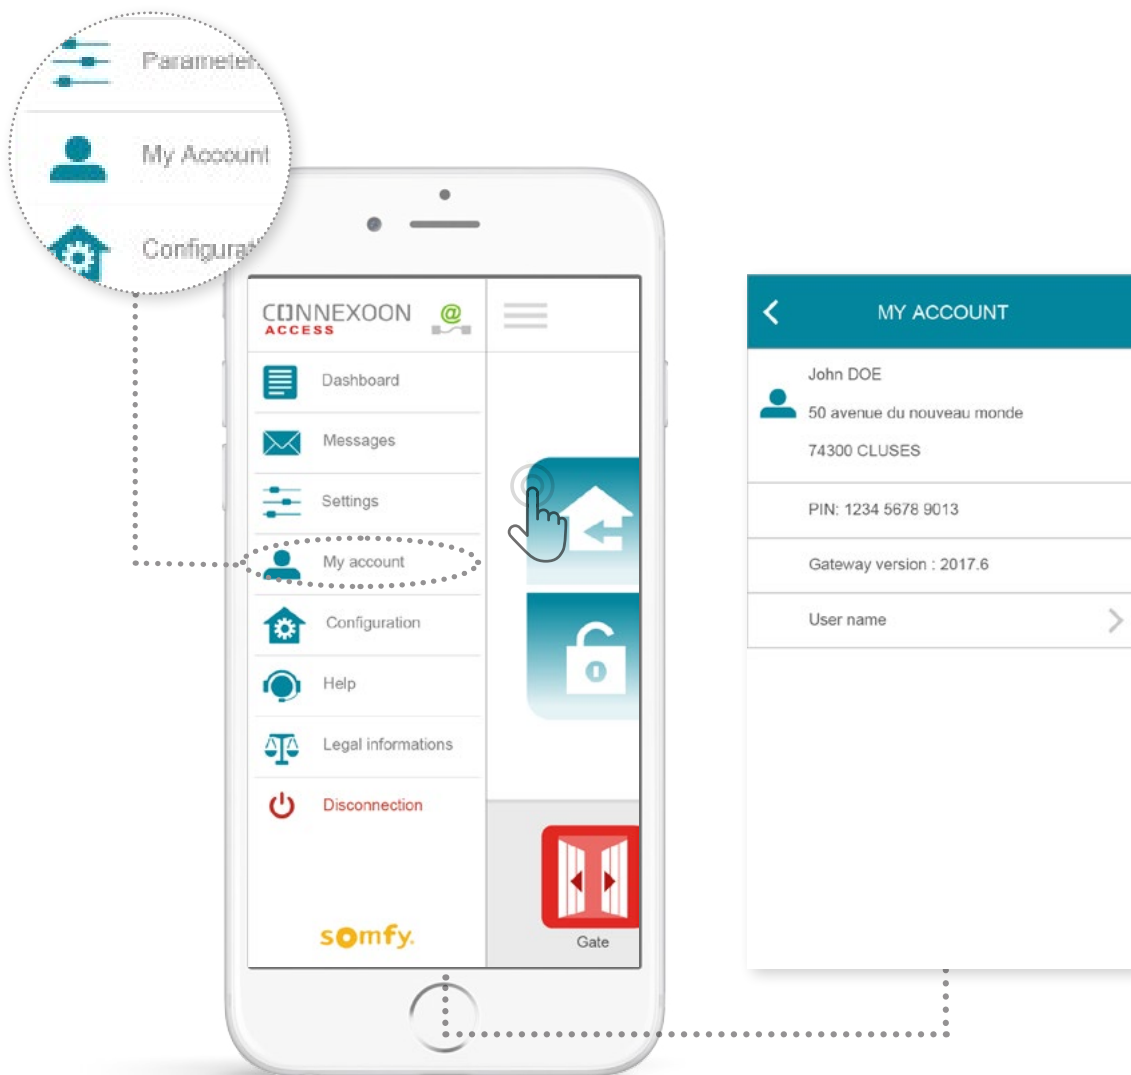 Parameter
My Account
Configurat
CONNEXOON
ACCESS
@
Dashboard
Messages
Settings
My account
Configuration
Help
Legal informations
Disconnection
somfy.
Gate
MY ACCOUNT
John DOE
50 avenue du nouveau monde
74300 CLUSES
PIN: 1234 5678 9013
Gateway version : 2017.6
User name